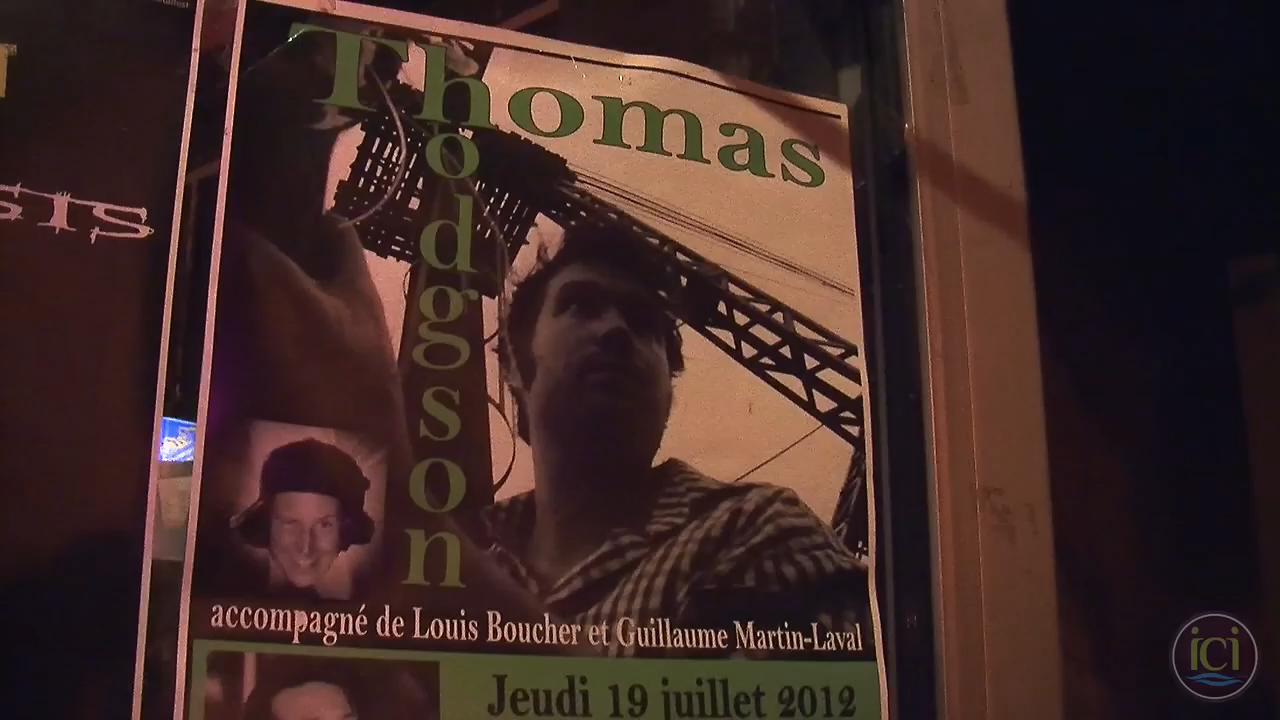 Thomas
hodgson
accompagné de Louis Boucher et Guillaume Martin-Laval
Jeudi 19 juillet 2012
ici